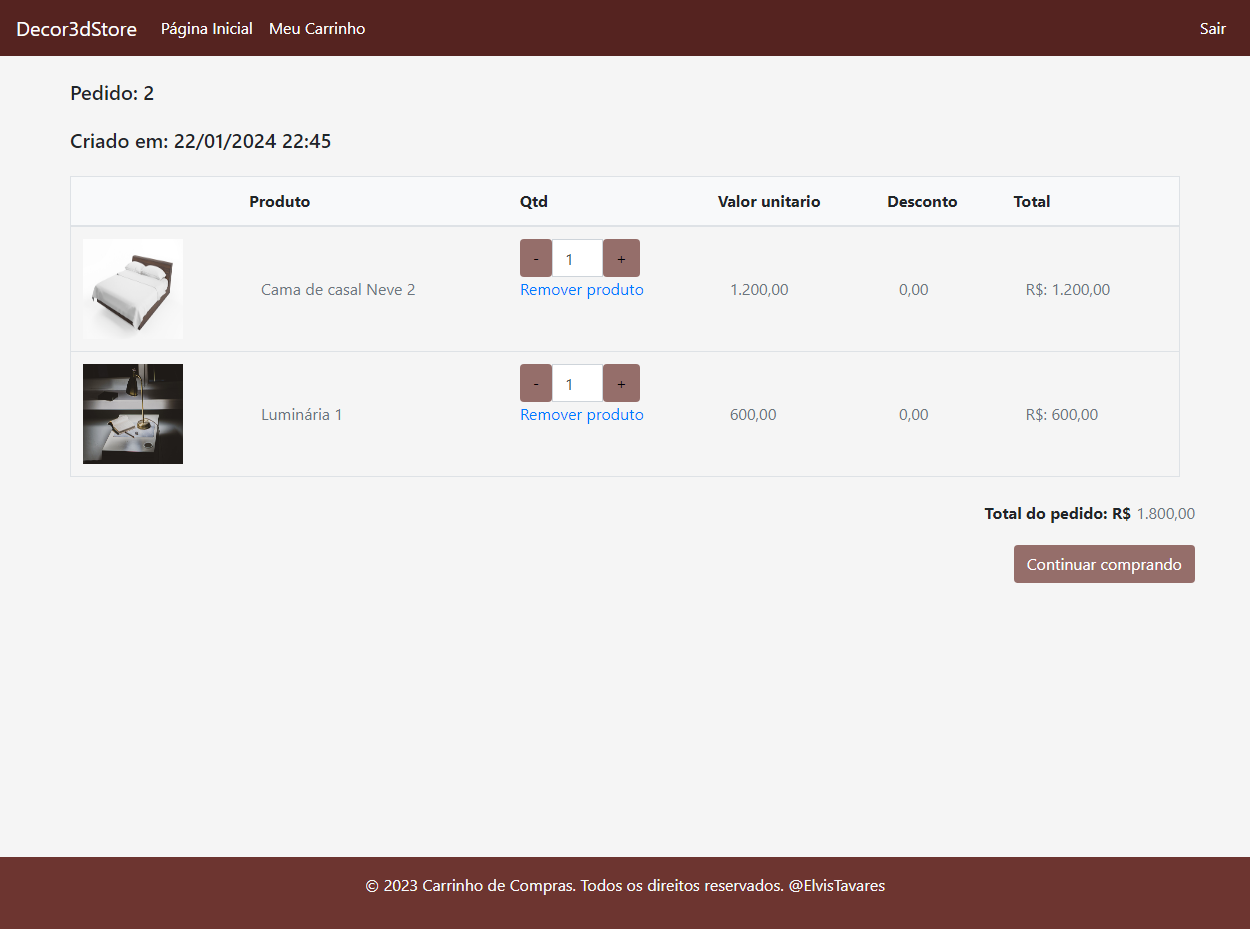 Decor3dStore Página Inicial Meu Carrinho Sair
Pedido: 2
Criado em: 22/01/2024 22:45
Produto Qtd Valor unitario Desconto Total
- 1 +
Cama de casal Neve 2 Remover produto 1.200,00 0,00 R$: 1.200,00
- 1 +
Luminária 1 Remover produto 600,00 0,00 R$: 600,00
Total do pedido: R$ 1.800,00
Continuar comprando
© 2023 Carrinho de Compras. Todos os direitos reservados. @ElvisTavares